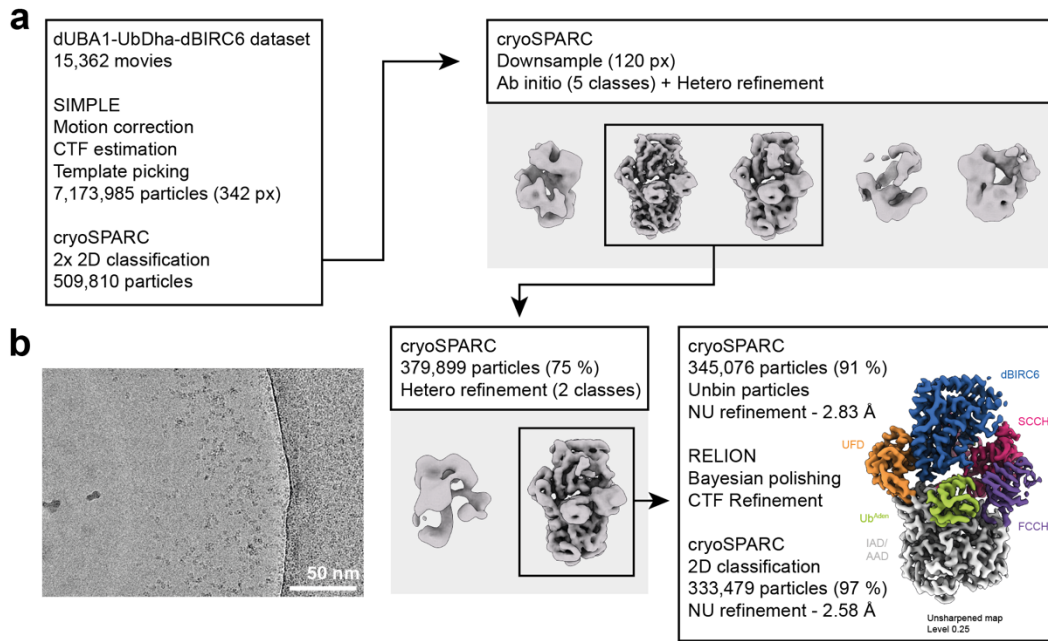 a
dUBA1-UbDha-dBIRC6 dataset
15,362 movies
SIMPLE
Motion correction
CTF estimation
Template picking
7,173,985 particles (342 px)
cryoSPARC
2x 2D classification
509,810 particles
cryoSPARC
Downsample (120 px)
Ab initio (5 classes) + Hetero refinement
b
50 nm
cryoSPARC
379,899 particles (75 %)
Hetero refinement (2 classes)
cryoSPARC
345,076 particles (91 %)
Unbin particles
NU refinement - 2.83 Å
RELION
Bayesian polishing
CTF Refinement
cryoSPARC
2D classification
333,479 particles (97 %)
NU refinement - 2.58 Å
dBIRC6
SCCH
UFD
Ub^Aden
FCCH
IAD/
AAD
Unsharpened map
Level 0.25